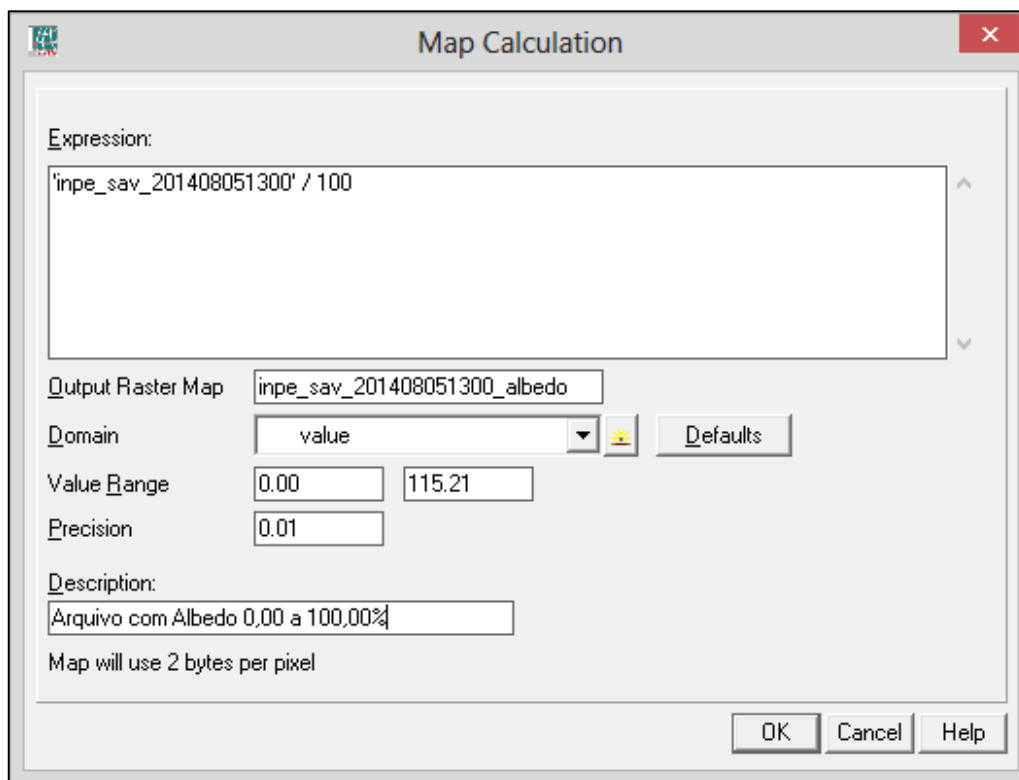 Map Calculation
Expression:
'inpe_sav_201408051300' / 100
Output Raster Map inpe_sav_201408051300_albedo
Domain value Defaults
Value Range 0.00 115.21
Precision 0.01
Description:
Arquivo com Albedo 0,00 a 100,00%
Map will use 2 bytes per pixel
OK Cancel Help